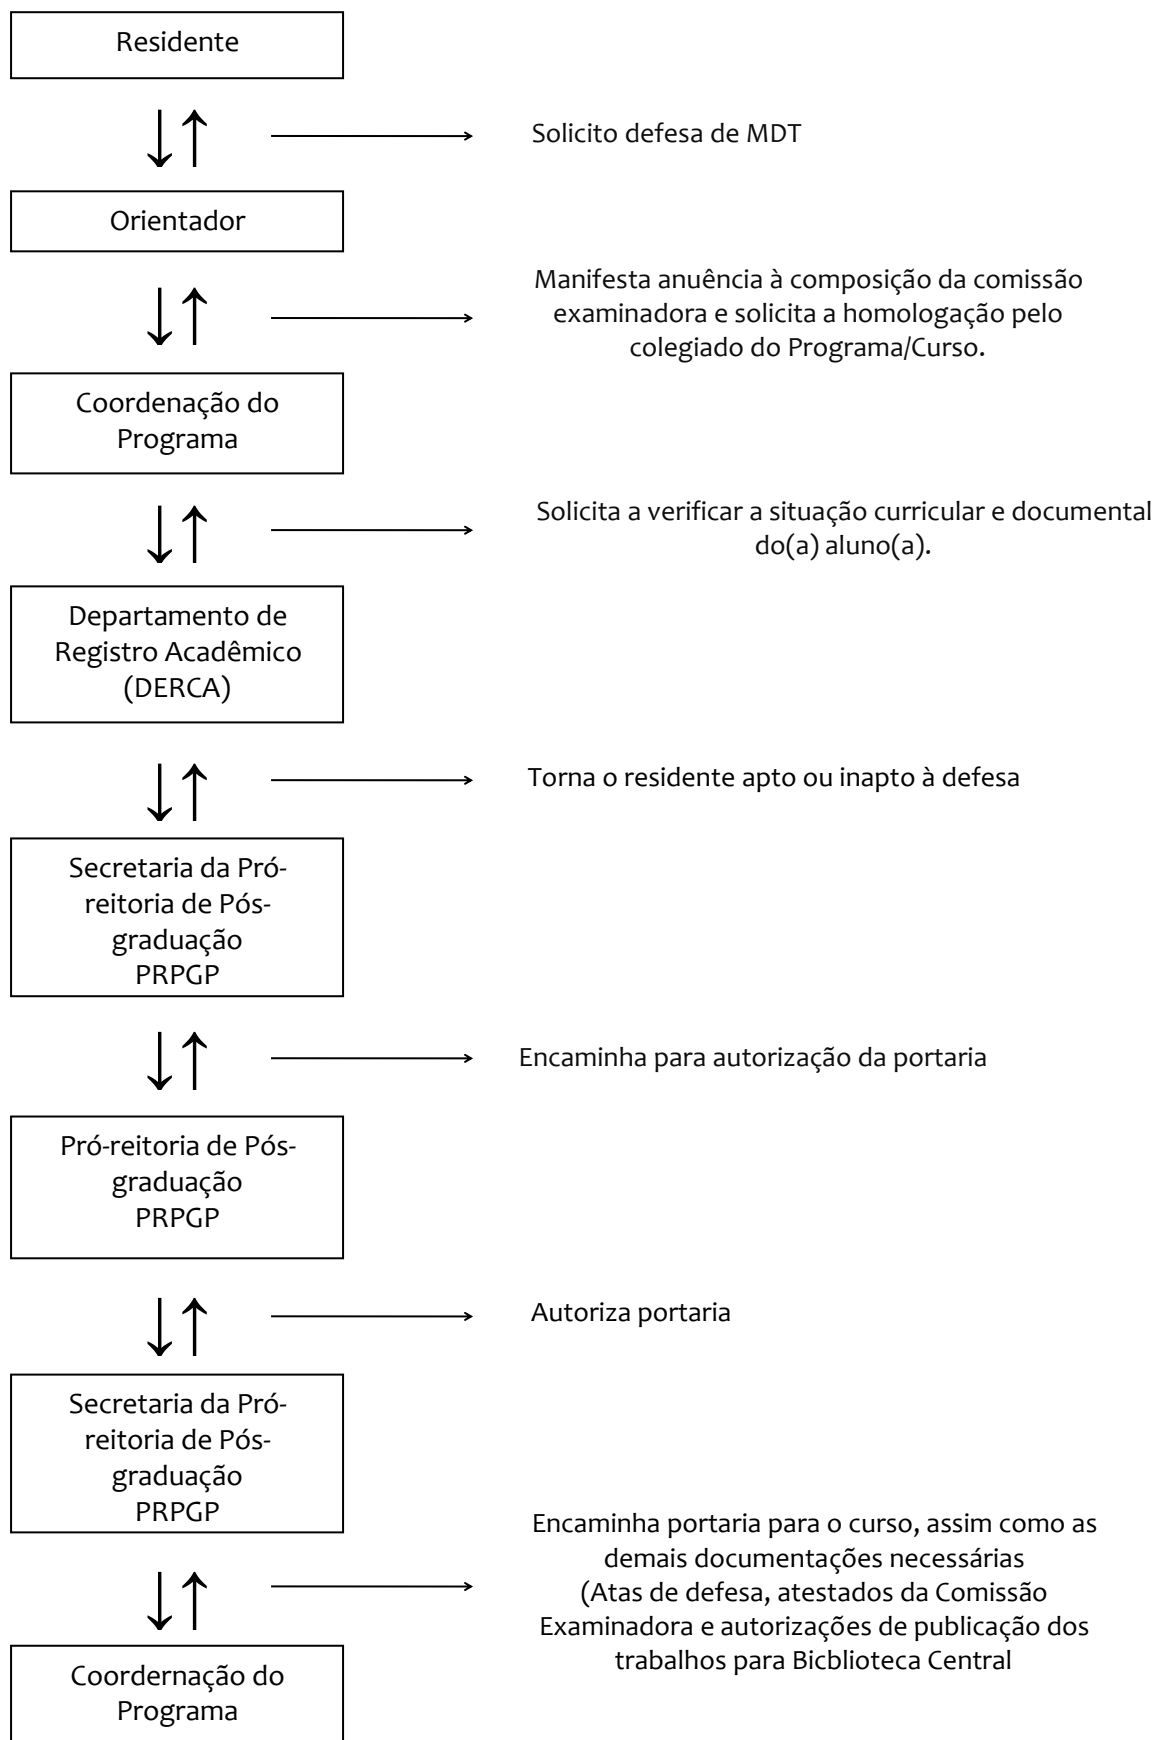 Residente
Solicito defesa de MDT
Orientador
Manifesta anuência à composição da comissão
examinadora e solicita a homologação pelo
colegiado do Programa/Curso.
Coordenação do
Programa
Solicita a verificar a situação curricular e documental
do(a) aluno(a).
Departamento de
Registro Acadêmico
(DERCA)
Torna o residente apto ou inapto à defesa
Secretaria da Pró-
reitoria de Pós-
graduação
PRPGP
Encaminha para autorização da portaria
Pró-reitoria de Pós-
graduação
PRPGP
Autoriza portaria
Secretaria da Pró-
reitoria de Pós-
graduação
PRPGP
Encaminha portaria para o curso, assim como as
demais documentações necessárias
(Atas de defesa, atestados da Comissão
Examinadora e autorizações de publicação dos
trabalhos para Bicblioteca Central
Coordernação do
Programa